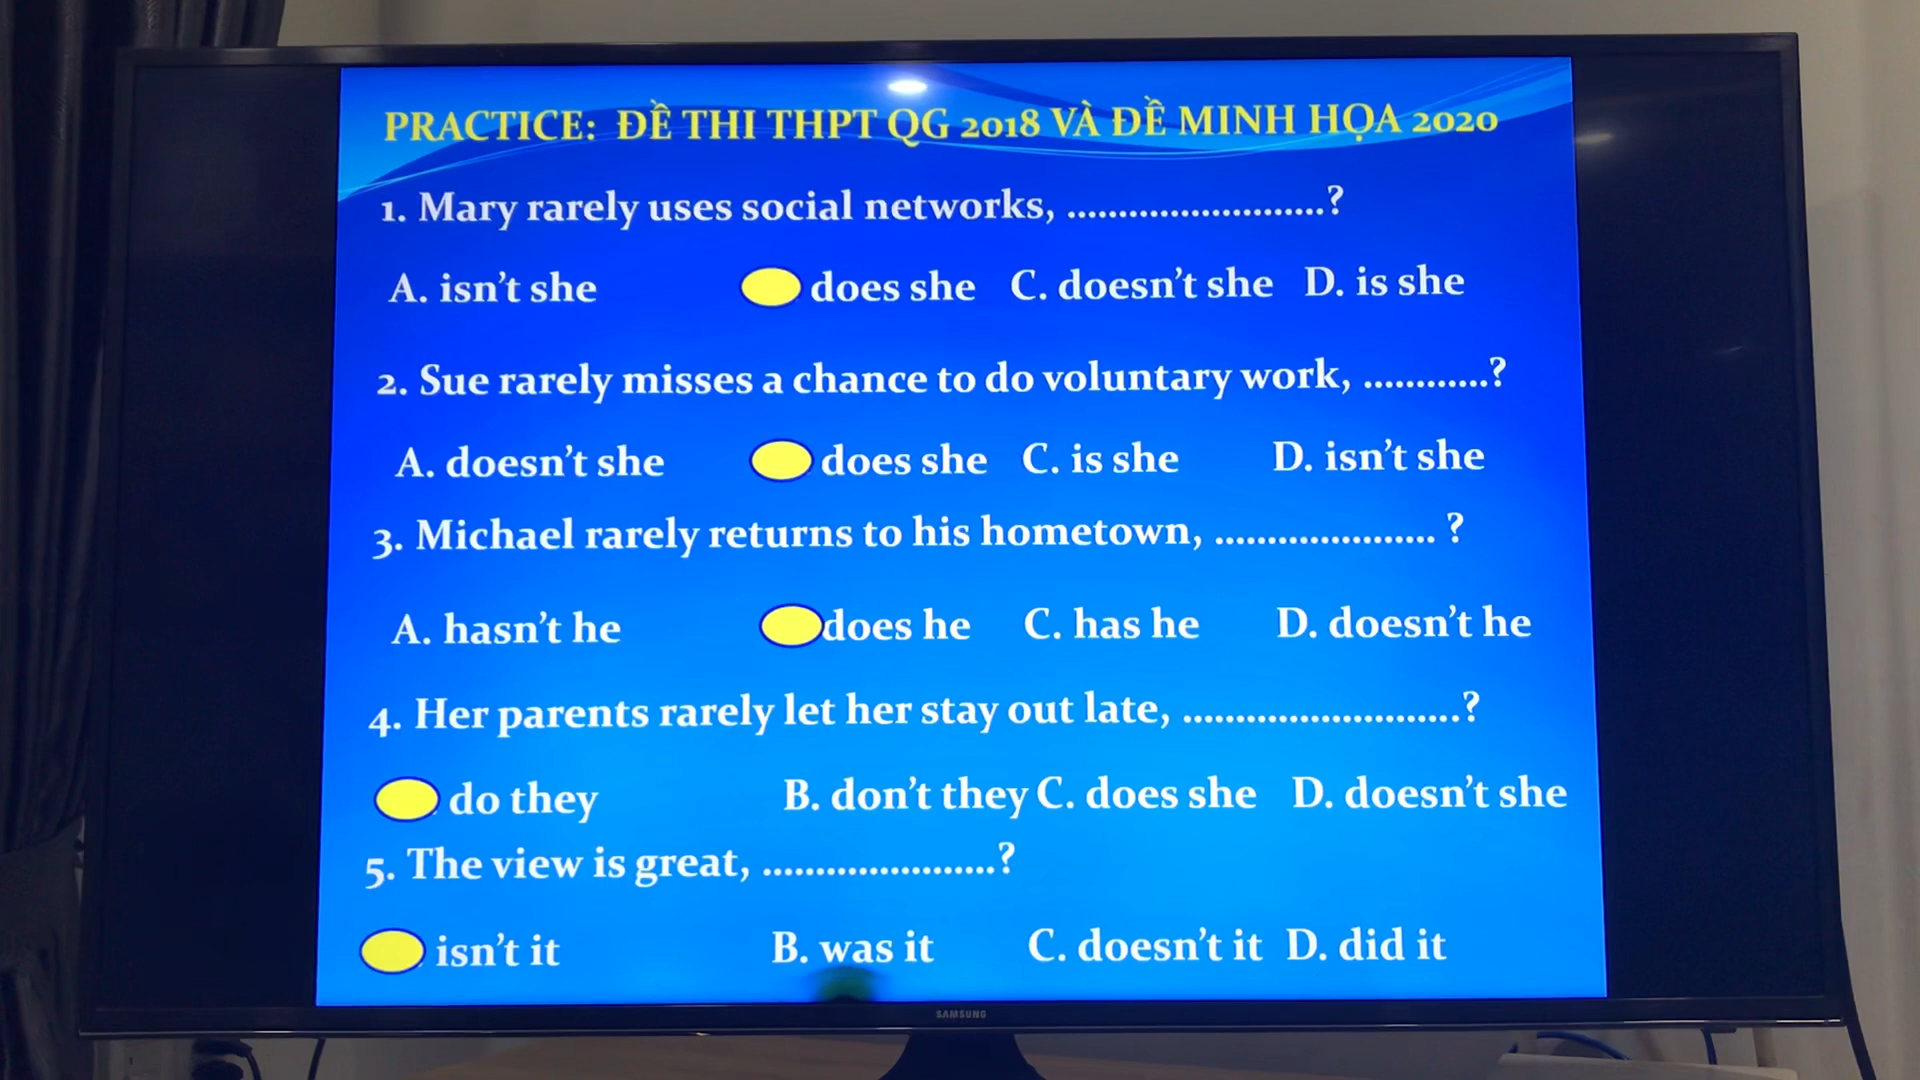 PRACTICE: ĐỀ THI THPT QG 2018 VÀ ĐỀ MINH HỌA 2020
1. Mary rarely uses social networks, .........................?
A. isn't she does she C. doesn't she D. is she
2. Sue rarely misses a chance to do voluntary work, ............?
A. doesn't she does she C. is she D. isn't she
3. Michael rarely returns to his hometown, ..................... ?
A. hasn't he does he C. has he D. doesn't he
4. Her parents rarely let her stay out late, ..........................?
do they B. don't they C. does she D. doesn't she
5. The view is great, ......................?
isn't it B. was it C. doesn't it D. did it
SAMSUNG